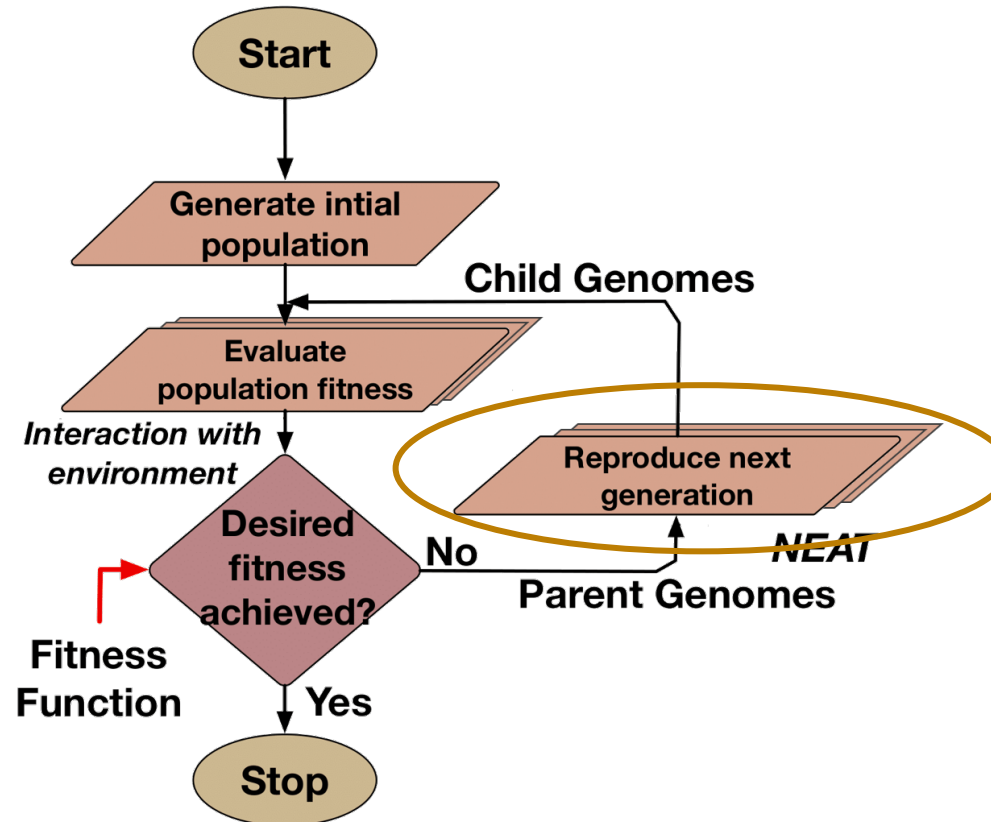 Start
Generate intial
population
Child Genomes
Evaluate
population fitness
Interaction with
environment
Reproduce next
generation
NEAT
Desired
fitness
achieved?
No
Parent Genomes
Fitness
Function
Yes
Stop